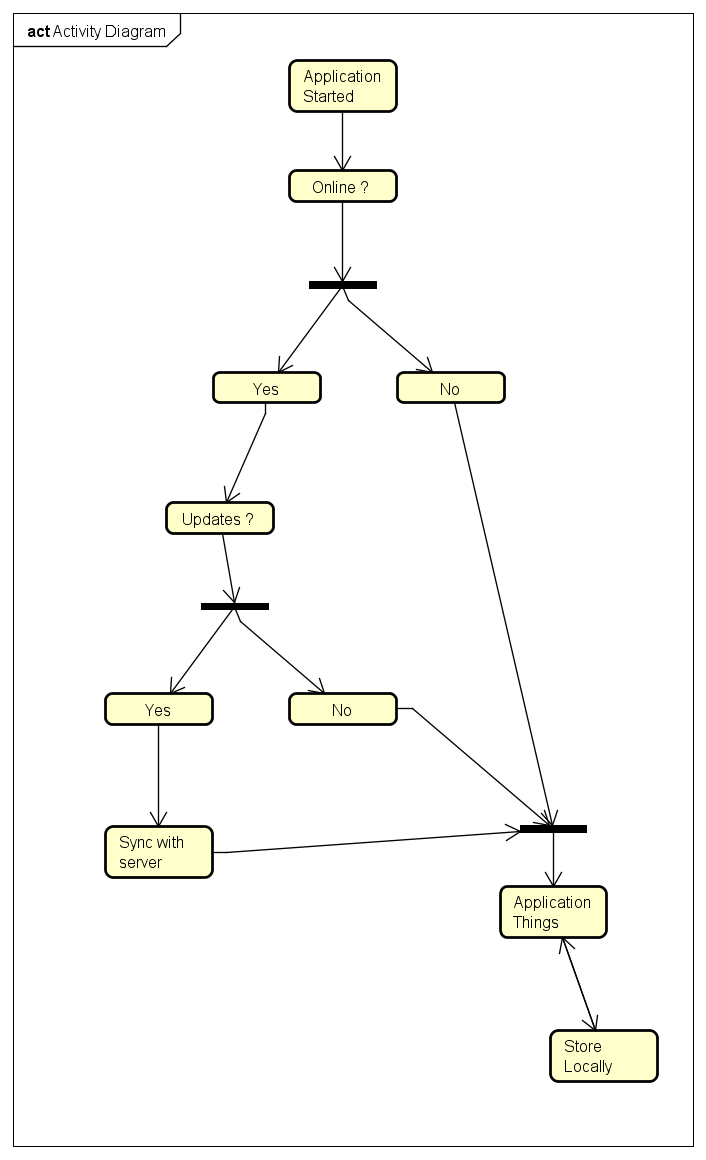 act Activity Diagram
Application
Started
Online ?
Yes
No
Updates ?
Yes
No
Sync with
server
Application
Things
Store
Locally